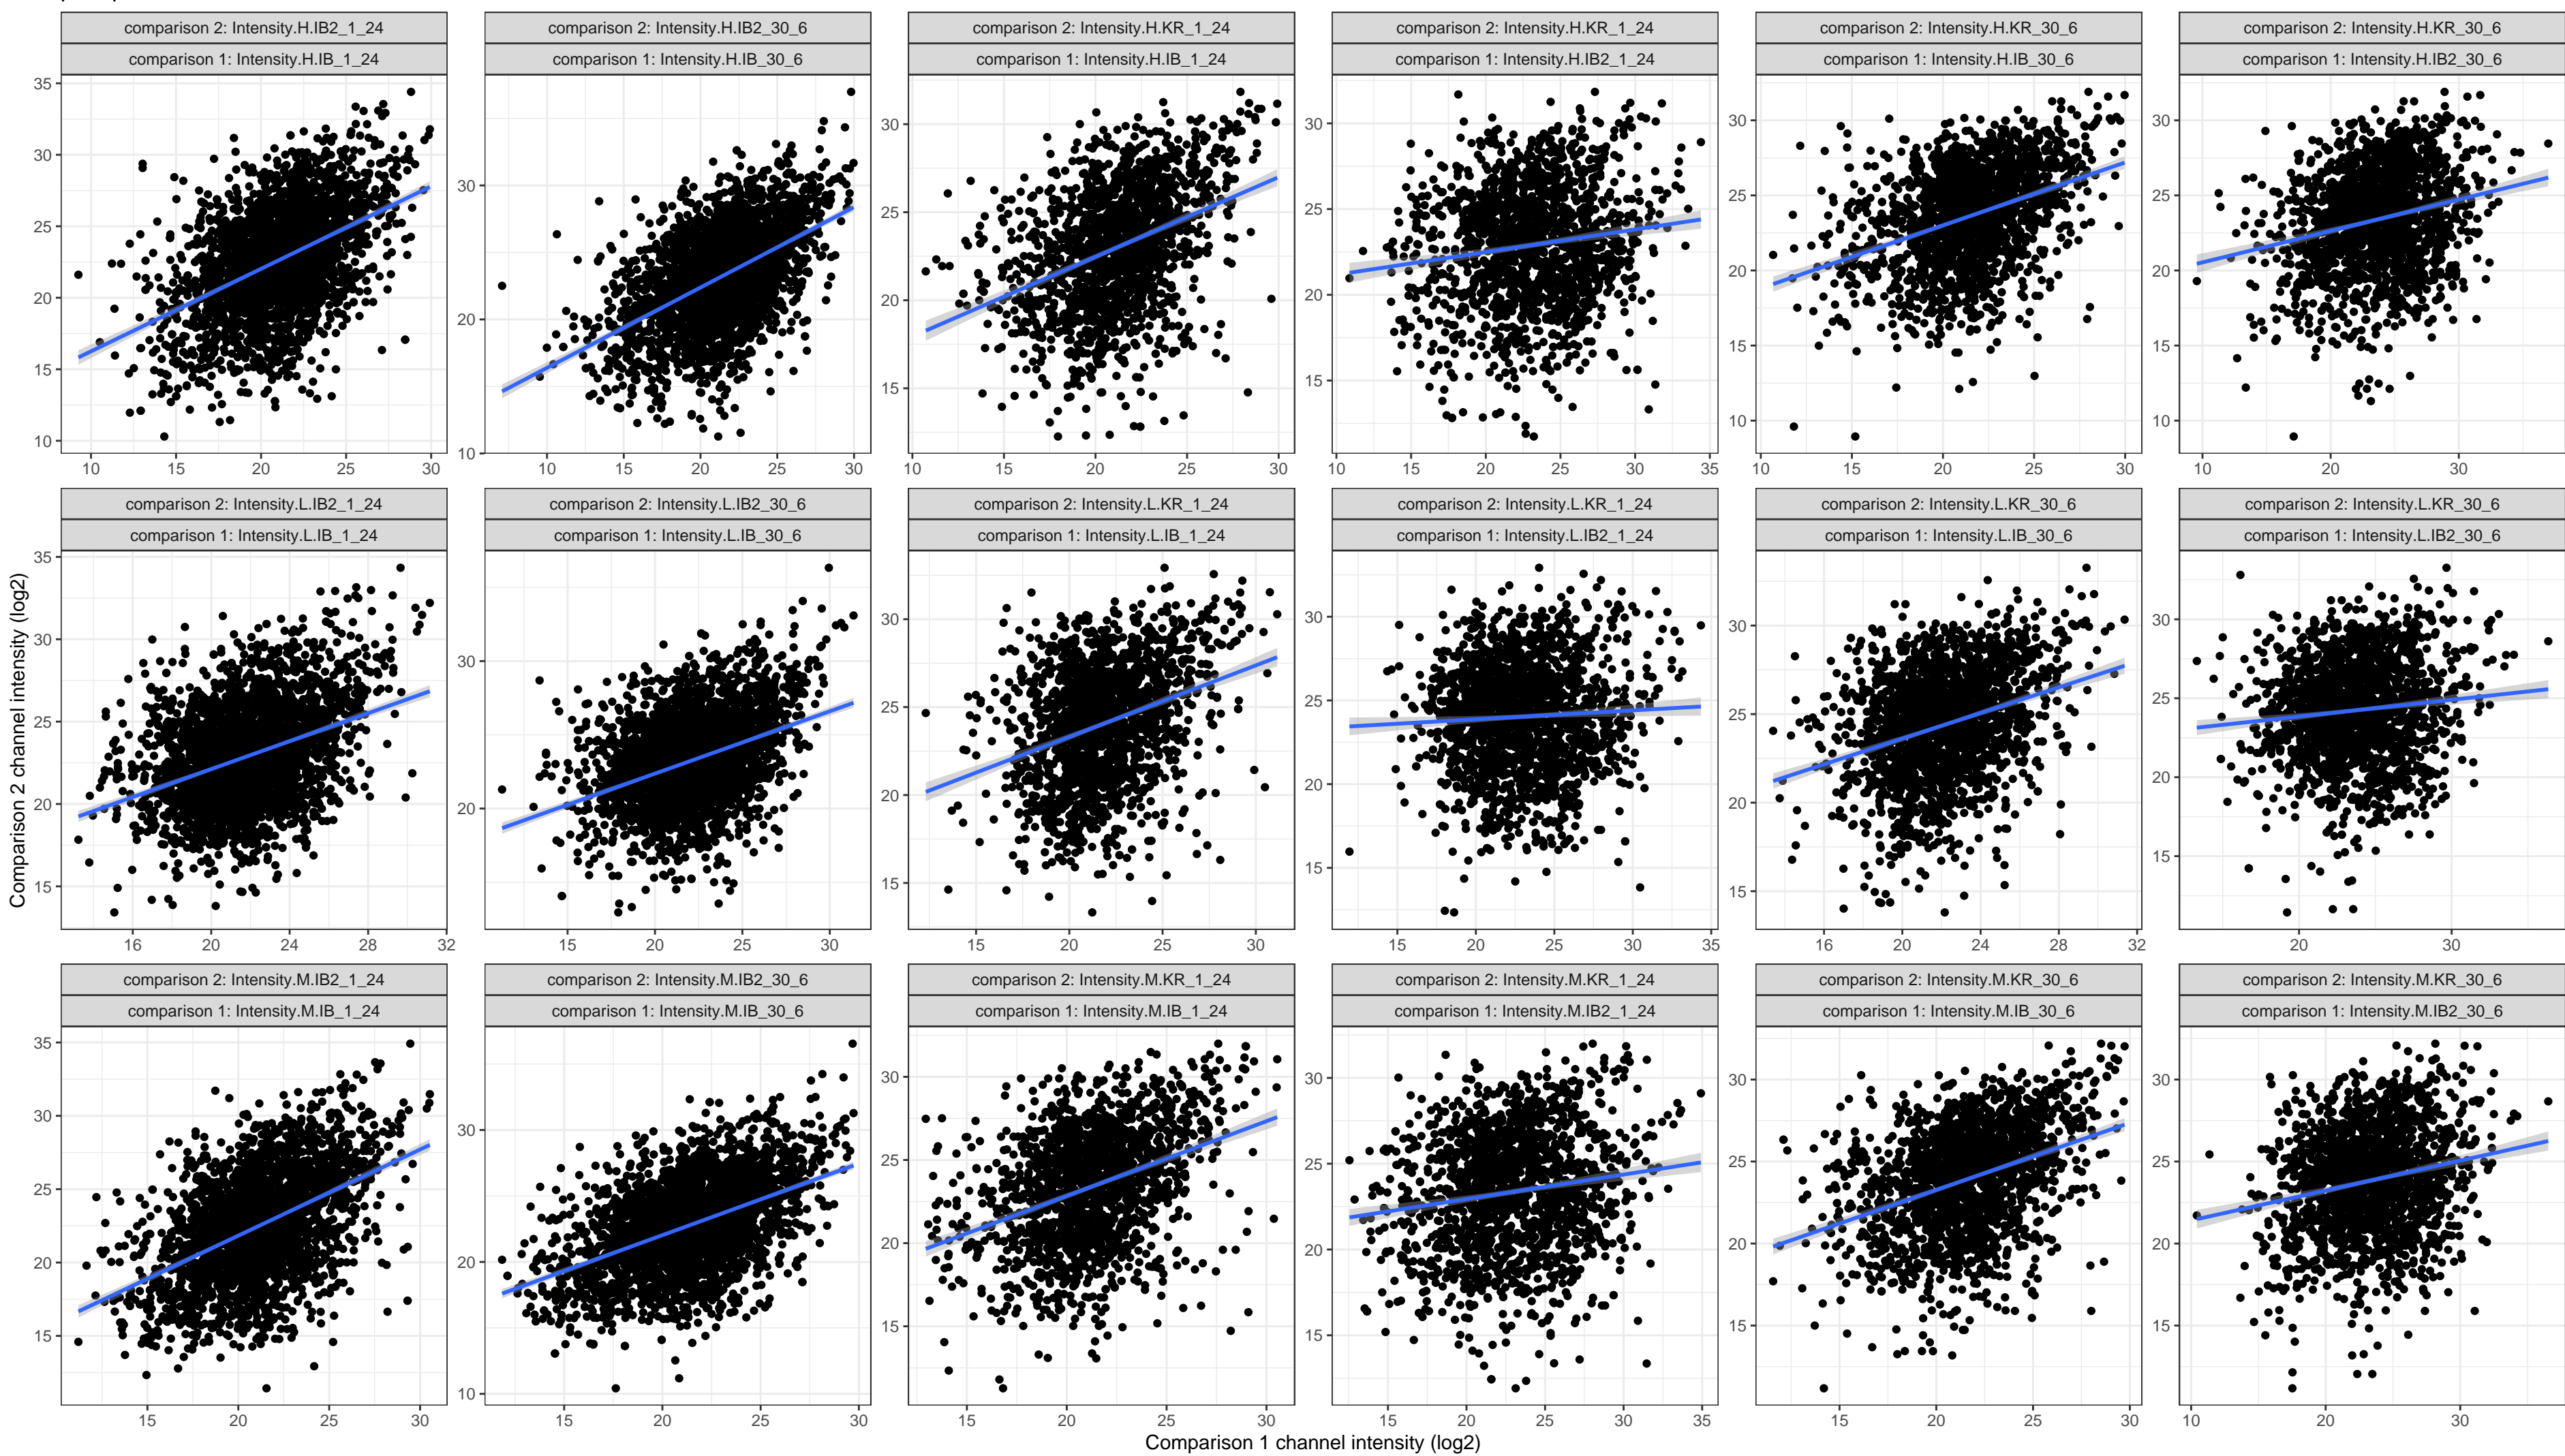 comparison 2: Intensity.H.IB2_1_24
comparison 1: Intensity.H.IB_1_24
comparison 2: Intensity.H.IB2_30_6
comparison 1: Intensity.H.IB_30_6
comparison 2: Intensity.H.KR_1_24
comparison 1: Intensity.H.IB_1_24
comparison 2: Intensity.H.KR_1_24
comparison 1: Intensity.H.IB2_1_24
comparison 2: Intensity.H.KR_30_6
comparison 1: Intensity.H.IB_30_6
comparison 2: Intensity.H.KR_30_6
comparison 1: Intensity.H.IB2_30_6
35
30
25
20
15
10
10 15 20 25 30
30
20
10
10 15 20 25 30
30
25
20
15
10 15 20 25 30
30
25
20
15
10 15 20 25 30 35
30
25
20
15
10
10 15 20 25 30
30
25
20
15
10
10 20 30
comparison 2: Intensity.L.IB2_1_24
comparison 1: Intensity.L.IB_1_24
comparison 2: Intensity.L.IB2_30_6
comparison 1: Intensity.L.IB_30_6
comparison 2: Intensity.L.KR_1_24
comparison 1: Intensity.L.IB_1_24
comparison 2: Intensity.L.KR_1_24
comparison 1: Intensity.L.IB2_1_24
comparison 2: Intensity.L.KR_30_6
comparison 1: Intensity.L.IB_30_6
comparison 2: Intensity.L.KR_30_6
comparison 1: Intensity.L.IB2_30_6
Comparison 2 channel intensity (log2)
35
30
25
20
15
16 20 24 28 32
30
20
15 20 25 30
30
25
20
15
15 20 25 30
30
25
20
15
15 20 25 30 35
30
25
20
15
16 20 24 28 32
30
25
20
15
20 30
comparison 2: Intensity.M.IB2_1_24
comparison 1: Intensity.M.IB_1_24
comparison 2: Intensity.M.IB2_30_6
comparison 1: Intensity.M.IB_30_6
comparison 2: Intensity.M.KR_1_24
comparison 1: Intensity.M.IB_1_24
comparison 2: Intensity.M.KR_1_24
comparison 1: Intensity.M.IB2_1_24
comparison 2: Intensity.M.KR_30_6
comparison 1: Intensity.M.IB_30_6
comparison 2: Intensity.M.KR_30_6
comparison 1: Intensity.M.IB2_30_6
35
30
25
20
15
15 20 25 30
30
20
10
15 20 25 30
30
25
20
15
15 20 25 30
30
25
20
15
15 20 25 30 35
30
25
20
15
15 20 25 30
30
25
20
15
10 20 30
Comparison 1 channel intensity (log2)